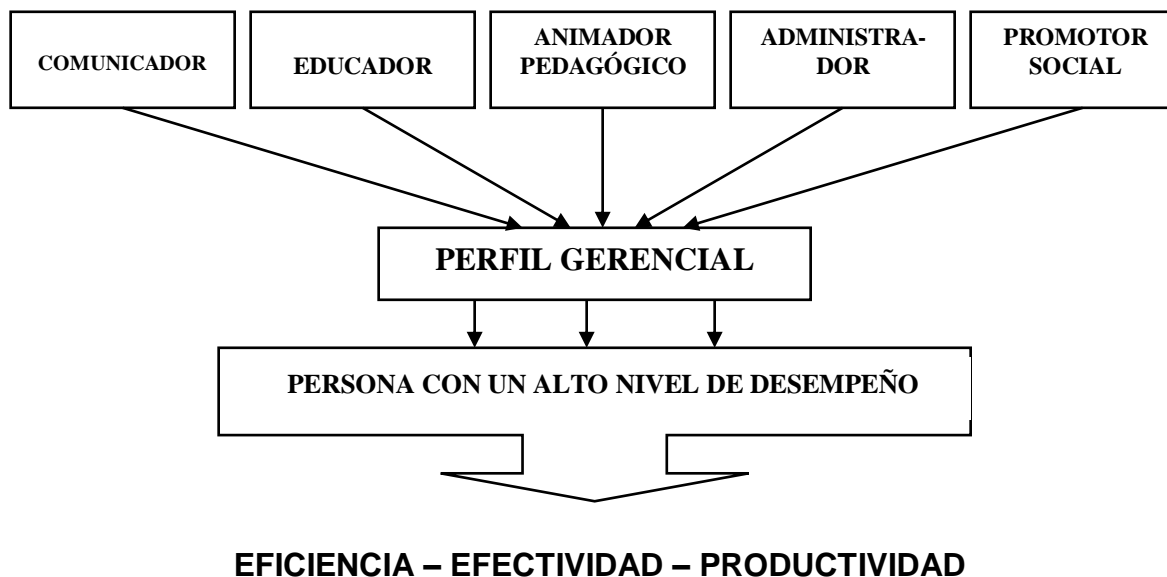 COMUNICADOR
EDUCADOR
ANIMADOR
PEDAGÓGICO
ADMINISTRA-
DOR
PROMOTOR
SOCIAL
PERFIL GERENCIAL
PERSONA CON UN ALTO NIVEL DE DESEMPEÑO
EFICIENCIA – EFECTIVIDAD – PRODUCTIVIDAD